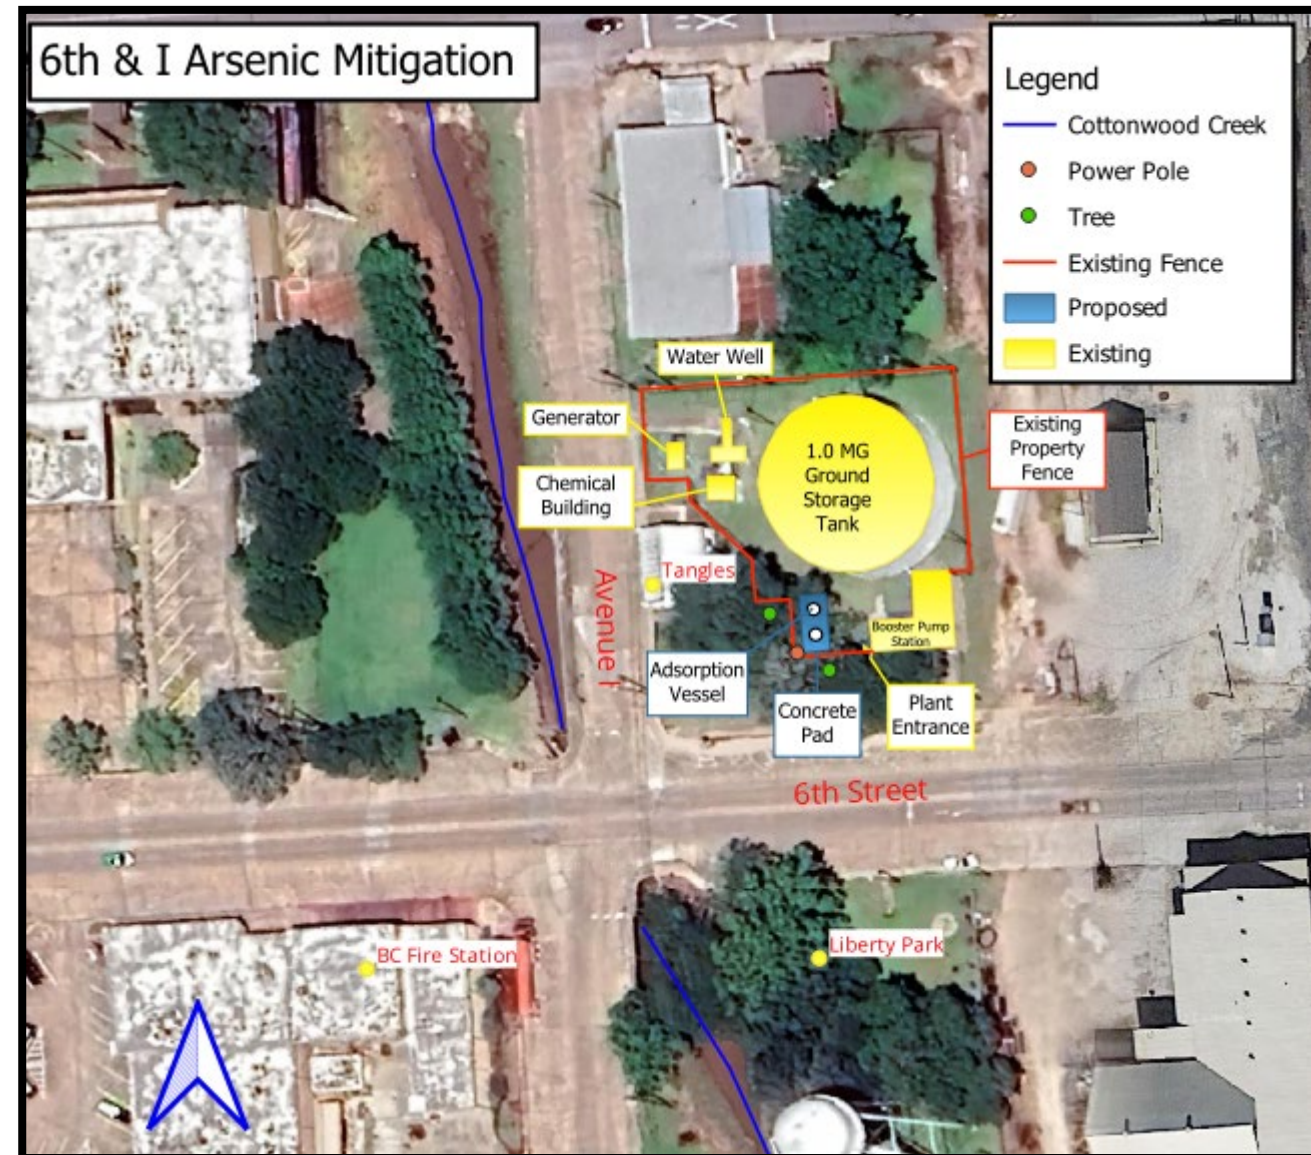 6th & I Arsenic Mitigation
Legend
Cottonwood Creek
Power Pole
Tree
Existing Fence
Proposed
Existing
Water Well
Generator
Chemical
Building
1.0 MG
Ground
Storage
Tank
Existing
Property
Fence
Tangles
Avenue I
Booster Pump
Station
Adsorption
Vessel
Concrete
Pad
Plant
Entrance
6th Street
BC Fire Station
Liberty Park